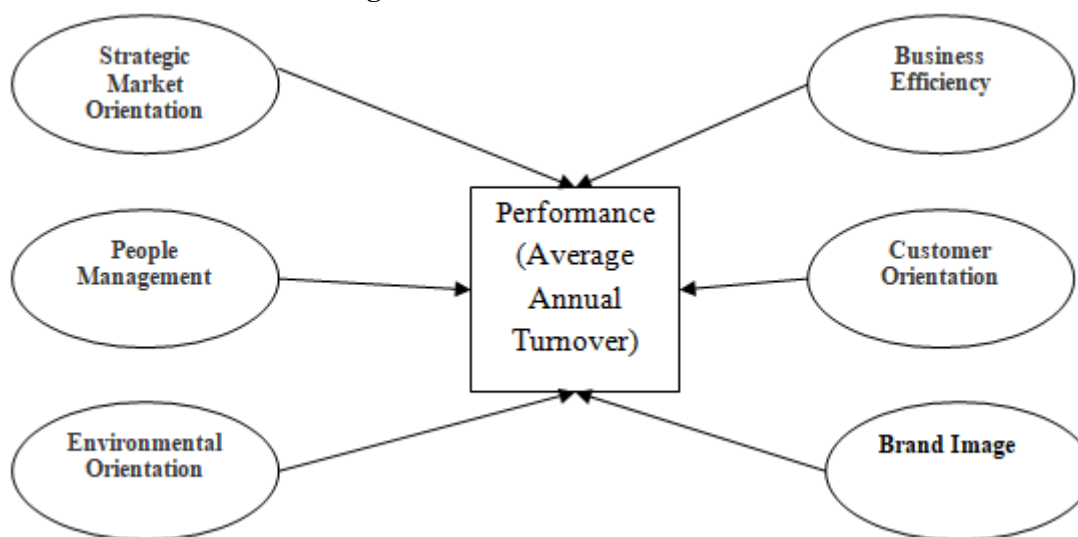 Strategic
Market
Orientation
Business
Efficiency
Performance
(Average
Annual
Turnover)
People
Management
Customer
Orientation
Environmental
Orientation
Brand Image